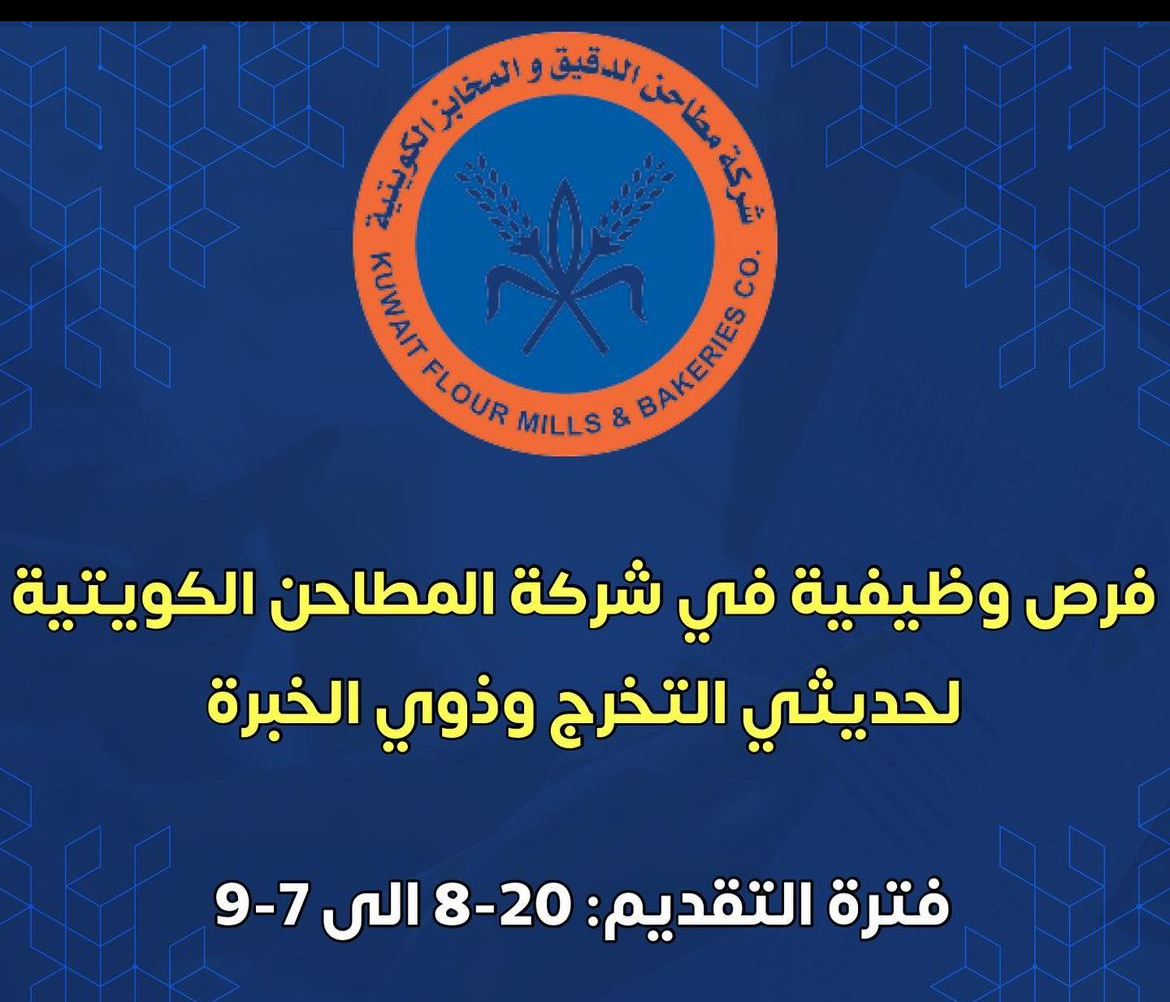 شركة مطاحن الدقيق و المخابز الكويتية
KUWAIT FLOUR MILLS & BAKERIES CO.
فرص وظيفية في شركة المطاحن الكويتية
لحديثي التخرج وذوي الخبرة
فترة التقديم: 20-8 الى 7-9